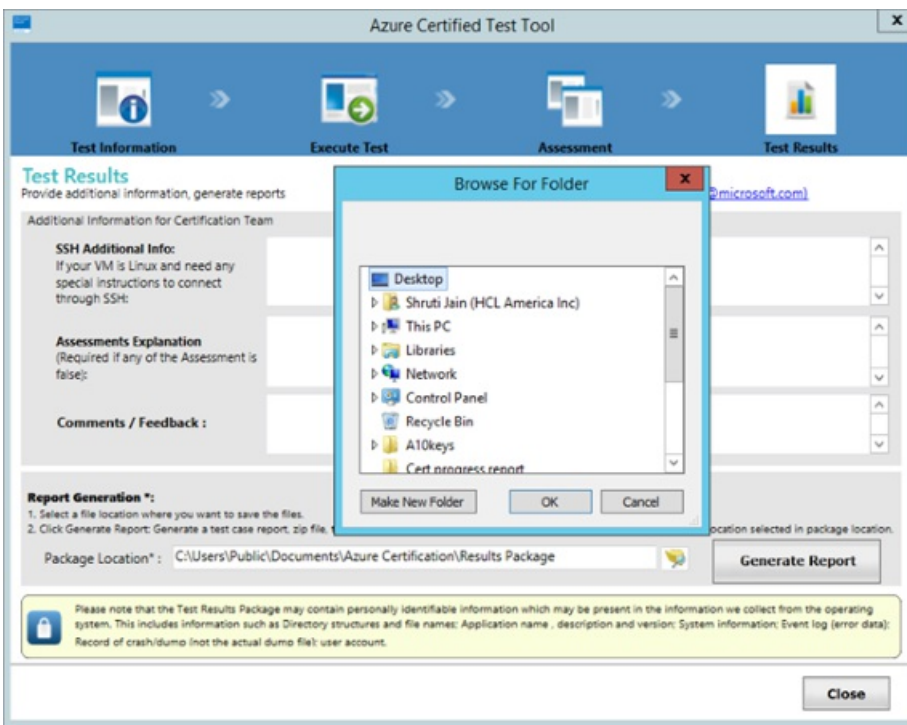 Azure Certified Test Tool
x
Test Information
Execute Test
Assessment
Test Results
Test Results
Provide additional information, generate reports
@microsoft.com)
Additional Information for Certification Team
SSH Additional Info:
If your VM is Linux and need any
special instructions to connect
through SSH:
Assessments Explanation
(Required if any of the Assessment is
false):
Comments / Feedback :
Browse For Folder
x
Desktop
Shruti Jain (HCL America Inc)
This PC
Libraries
Network
Control Panel
Recycle Bin
A10keys
Cert progress report
Make New Folder
OK
Cancel
Report Generation *:
1. Select a file location where you want to save the files.
2. Click Generate Report: Generate a test case report, zip file,
location selected in package location.
Package Location* :
C:\Users\Public\Documents\Azure Certification\Results Package
Generate Report
Please note that the Test Results Package may contain personally identifiable information which may be present in the information we collect from the operating
system. This includes information such as Directory structures and file names; Application name , description and version; System information; Event log (error data);
Record of crash/dump (not the actual dump file); user account.
Close